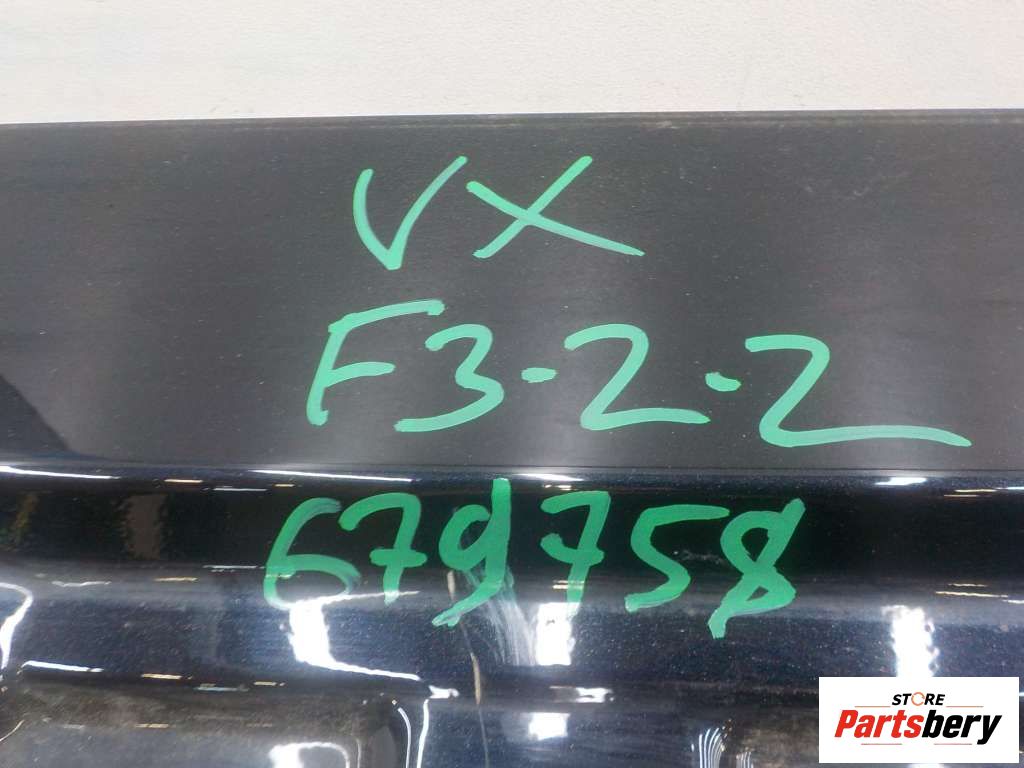 VX
F3-2-2
679758
STORE
Partsbery